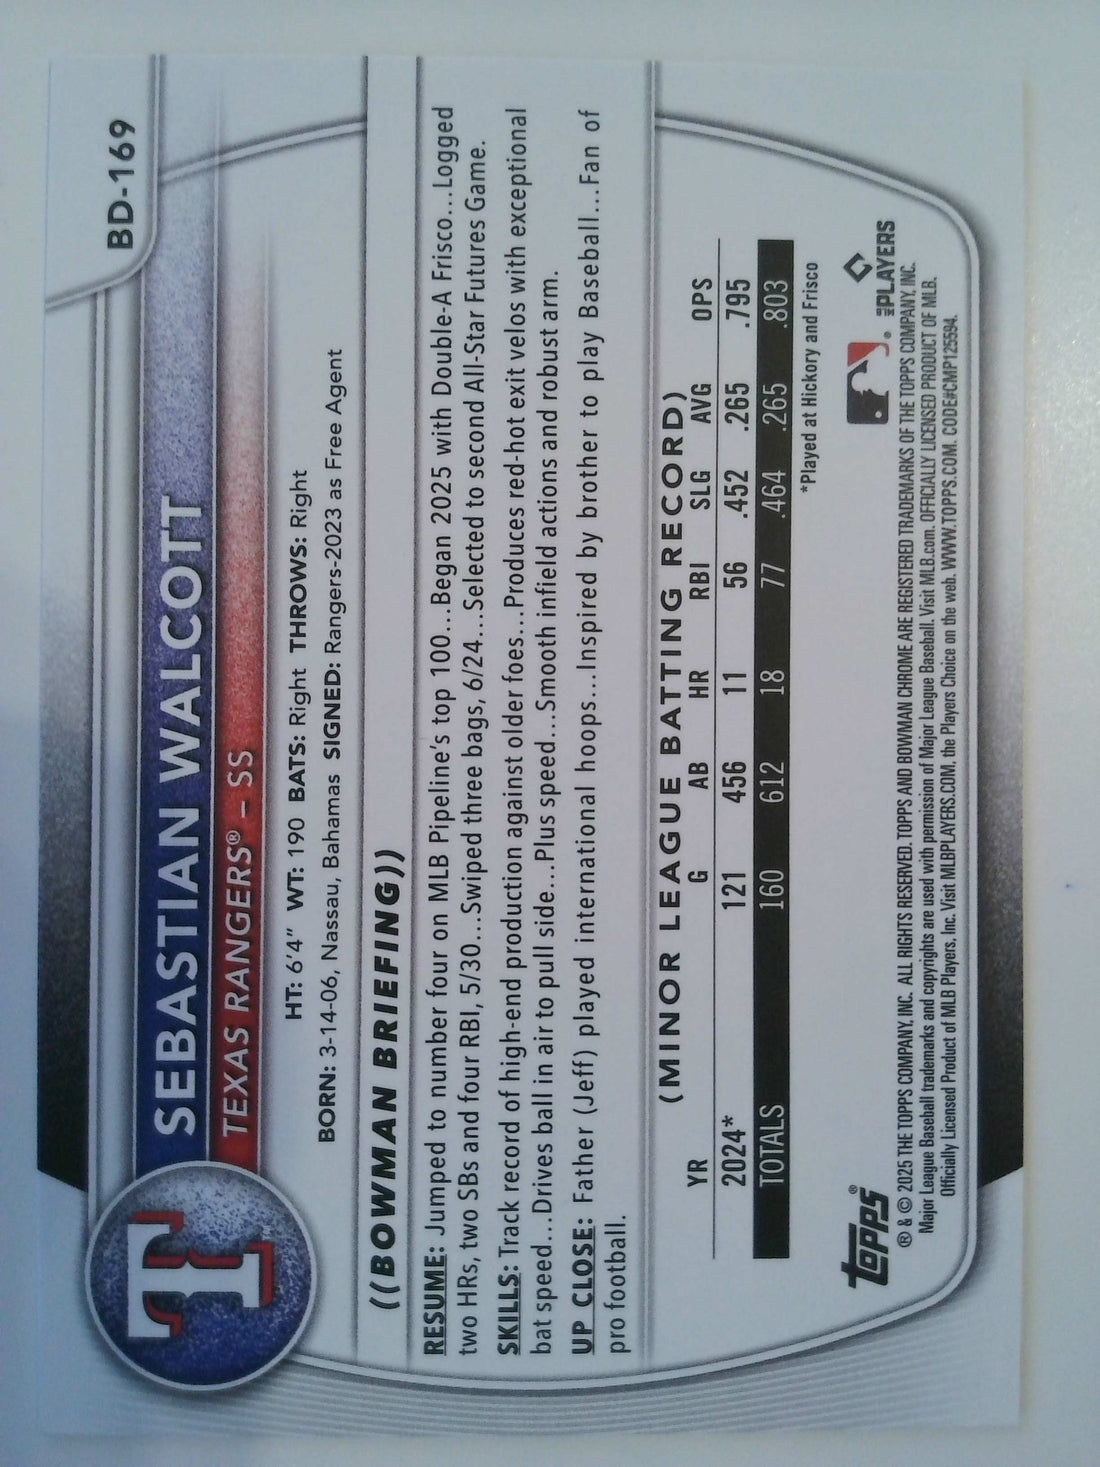 BD-169
SEBASTIAN WALCOTT
TEXAS RANGERS® – SS
HT: 6'4" WT: 190 BATS: Right THROWS: Right
BORN: 3-14-06, Nassau, Bahamas SIGNED: Rangers-2023 as Free Agent
((BOWMAN BRIEFING))
RESUME: Jumped to number four on MLB Pipeline's top 100...Began 2025 with Double-A Frisco...Logged
two HRs, two SBs and four RBI, 5/30...Swiped three bags, 6/24...Selected to second All-Star Futures Game.
SKILLS: Track record of high-end production against older foes...Produces red-hot exit velos with exceptional
bat speed...Drives ball in air to pull side...Plus speed...Smooth infield actions and robust arm.
UP CLOSE: Father (Jeff) played international hoops...Inspired by brother to play Baseball...Fan of
pro football.
(MINOR LEAGUE BATTING RECORD)
YR G AB HR RBI SLG AVG OPS
2024* 121 456 11 56 .452 .265 .795
TOTALS 160 612 18 77 .464 .265 .803
*Played at Hickory and Frisco
TOPPS®
PLAYERS
® & © 2025 THE TOPPS COMPANY, INC. ALL RIGHTS RESERVED. TOPPS AND BOWMAN CHROME ARE REGISTERED TRADEMARKS OF THE TOPPS COMPANY, INC.
Major League Baseball trademarks and copyrights are used with permission of Major League Baseball. Visit MLB.com. OFFICIALLY LICENSED PRODUCT OF MLB.
Officially Licensed Product of MLB Players, Inc. Visit MLBPLAYERS.COM, the Players Choice on the web. WWW.TOPPS.COM. CODE#CMP125594.